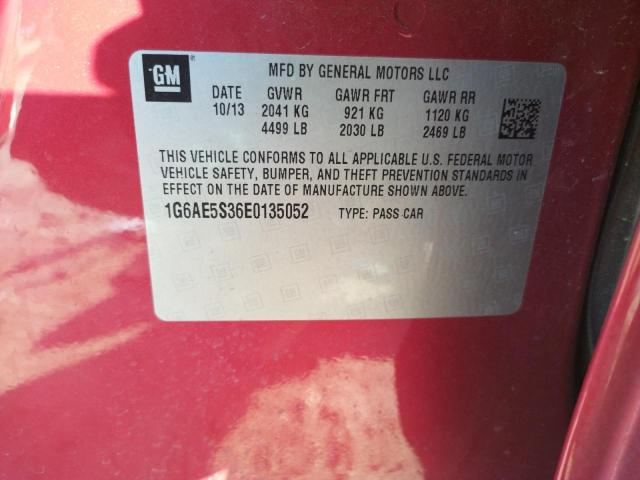 GM
MFD BY GENERAL MOTORS LLC
DATE GVWR GAWR FRT GAWR RR
10/13 2041 KG 921 KG 1120 KG
4499 LB 2030 LB 2469 LB
THIS VEHICLE CONFORMS TO ALL APPLICABLE U.S. FEDERAL MOTOR
VEHICLE SAFETY, BUMPER, AND THEFT PREVENTION STANDARDS IN
EFFECT ON THE DATE OF MANUFACTURE SHOWN ABOVE.
1G6AE5S36E0135052 TYPE: PASS CAR